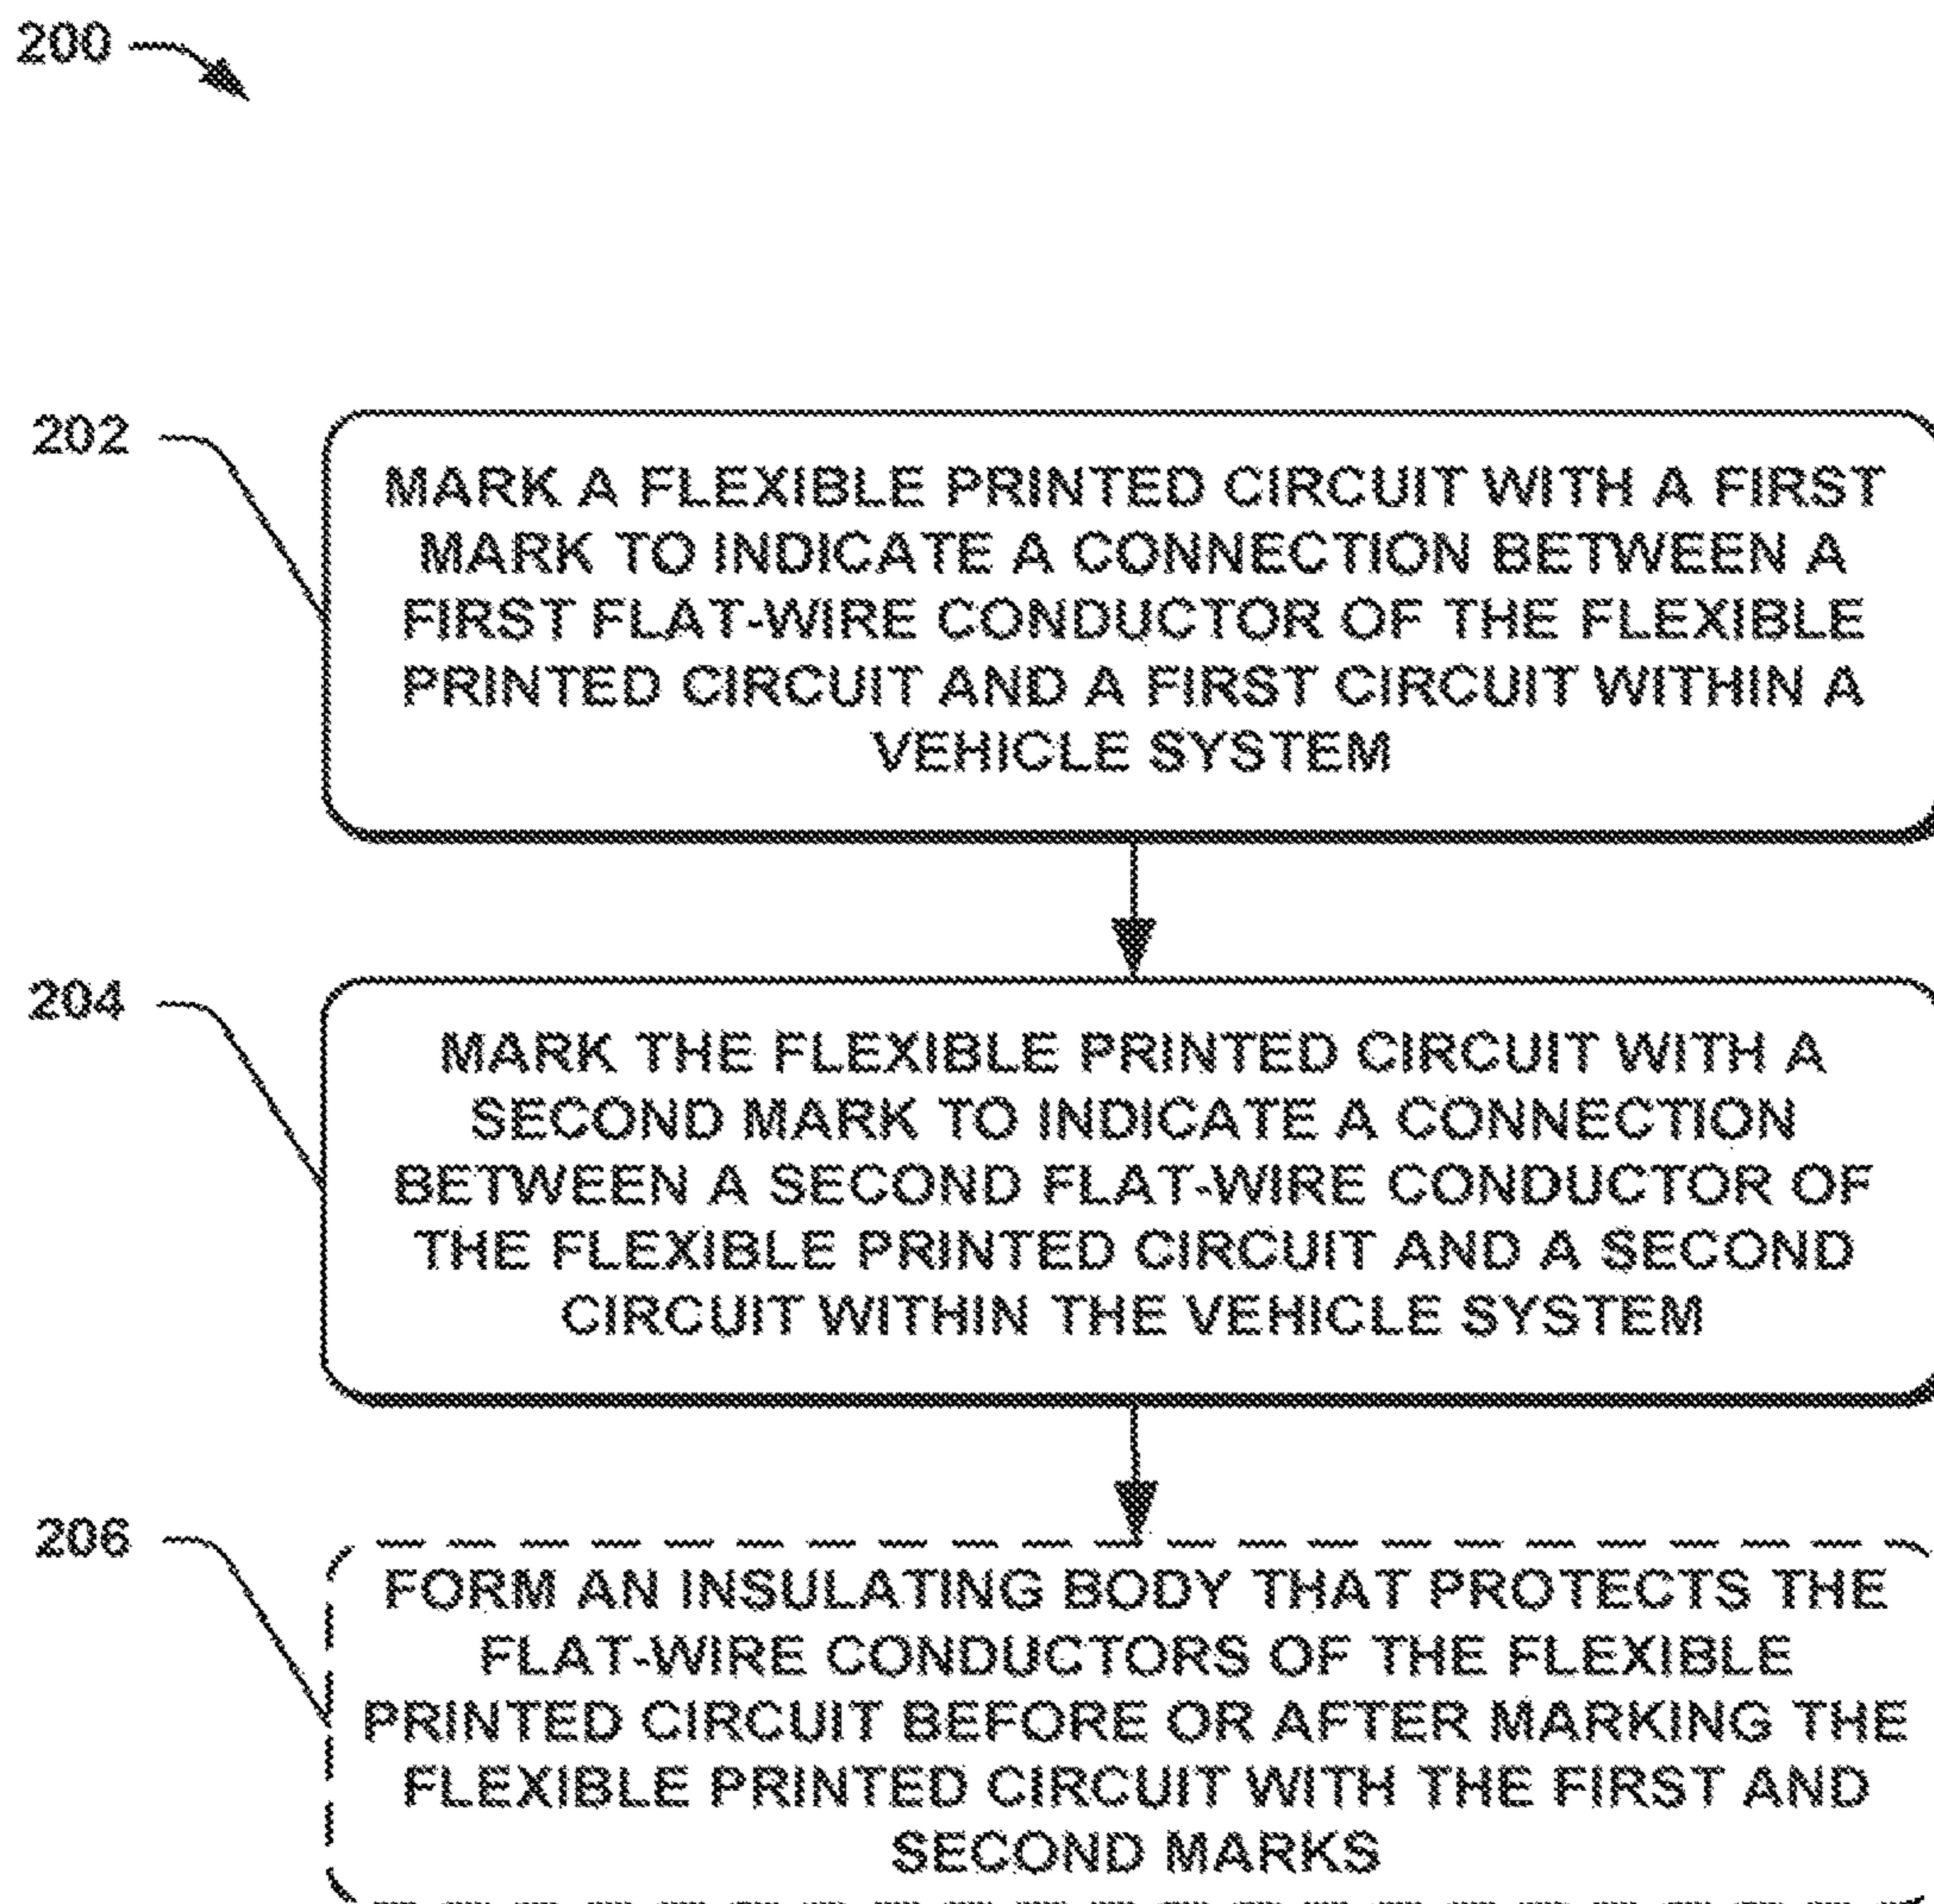 200
202
MARK A FLEXIBLE PRINTED CIRCUIT WITH A FIRST
MARK TO INDICATE A CONNECTION BETWEEN A
FIRST FLAT-WIRE CONDUCTOR OF THE FLEXIBLE
PRINTED CIRCUIT AND A FIRST CIRCUIT WITHIN A
VEHICLE SYSTEM
204
MARK THE FLEXIBLE PRINTED CIRCUIT WITH A
SECOND MARK TO INDICATE A CONNECTION
BETWEEN A SECOND FLAT-WIRE CONDUCTOR OF
THE FLEXIBLE PRINTED CIRCUIT AND A SECOND
CIRCUIT WITHIN THE VEHICLE SYSTEM
206
FORM AN INSULATING BODY THAT PROTECTS THE
FLAT-WIRE CONDUCTORS OF THE FLEXIBLE
PRINTED CIRCUIT BEFORE OR AFTER MARKING THE
FLEXIBLE PRINTED CIRCUIT WITH THE FIRST AND
SECOND MARKS